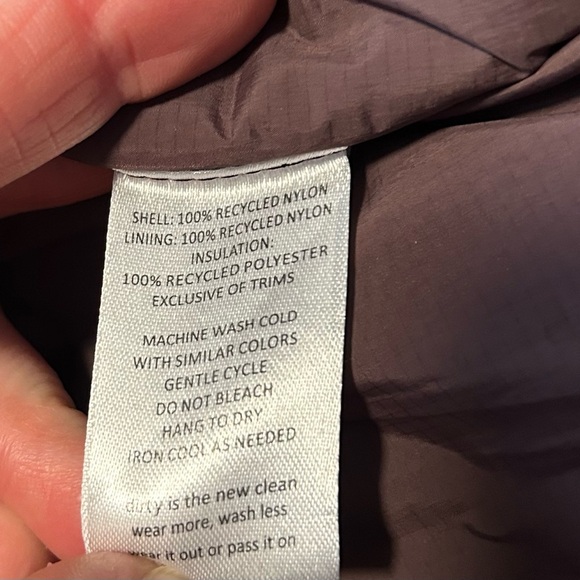 SHELL: 100% RECYCLED NYLON
LINIING: 100% RECYCLED NYLON
INSULATION:
100% RECYCLED POLYESTER
EXCLUSIVE OF TRIMS
MACHINE WASH COLD
WITH SIMILAR COLORS
GENTLE CYCLE
DO NOT BLEACH
HANG TO DRY
IRON COOL AS NEEDED
dirty is the new clean
wear more, wash less
wear it out or pass it on